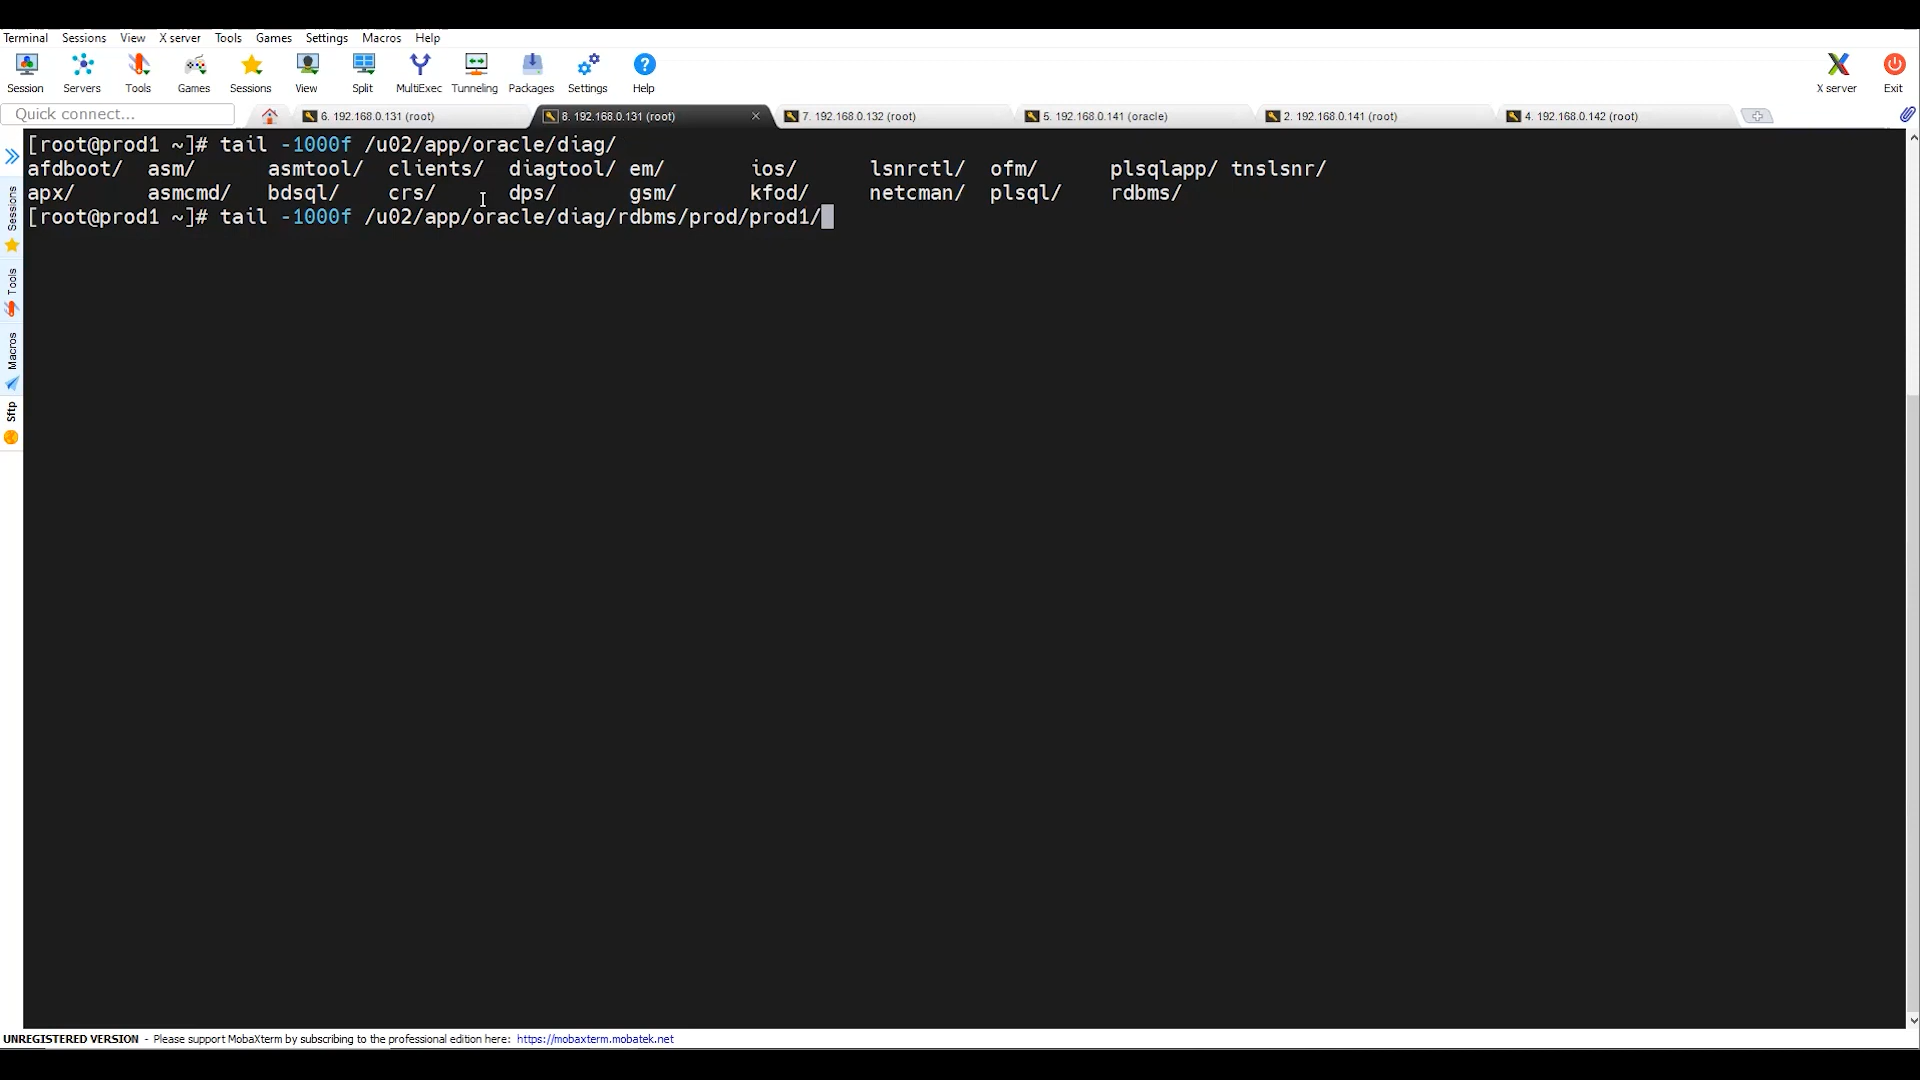 Terminal Sessions View X server Tools Games Settings Macros Help
Session Servers Tools Games Sessions View Split MultiExec Tunneling Packages Settings Help X server Exit
Quick connect... 6. 192.168.0.131 (root) 8. 192.168.0.131 (root) 7. 192.168.0.132 (root) 5. 192.168.0.141 (oracle) 2. 192.168.0.141 (root) 4. 192.168.0.142 (root)
[root@prod1 ~]# tail -1000f /u02/app/oracle/diag/
afdboot/ asm/ asmtool/ clients/ diagtool/ em/ ios/ lsnrctl/ ofm/ plsqlapp/ tnslsnr/
apx/ asmcmd/ bdsql/ crs/ dps/ gsm/ kfod/ netcman/ plsql/ rdbms/
[root@prod1 ~]# tail -1000f /u02/app/oracle/diag/rdbms/prod/prod1/
Sessions
Tools
Macros
Sftp
UNREGISTERED VERSION - Please support MobaXterm by subscribing to the professional edition here: https://mobaxterm.mobatek.net